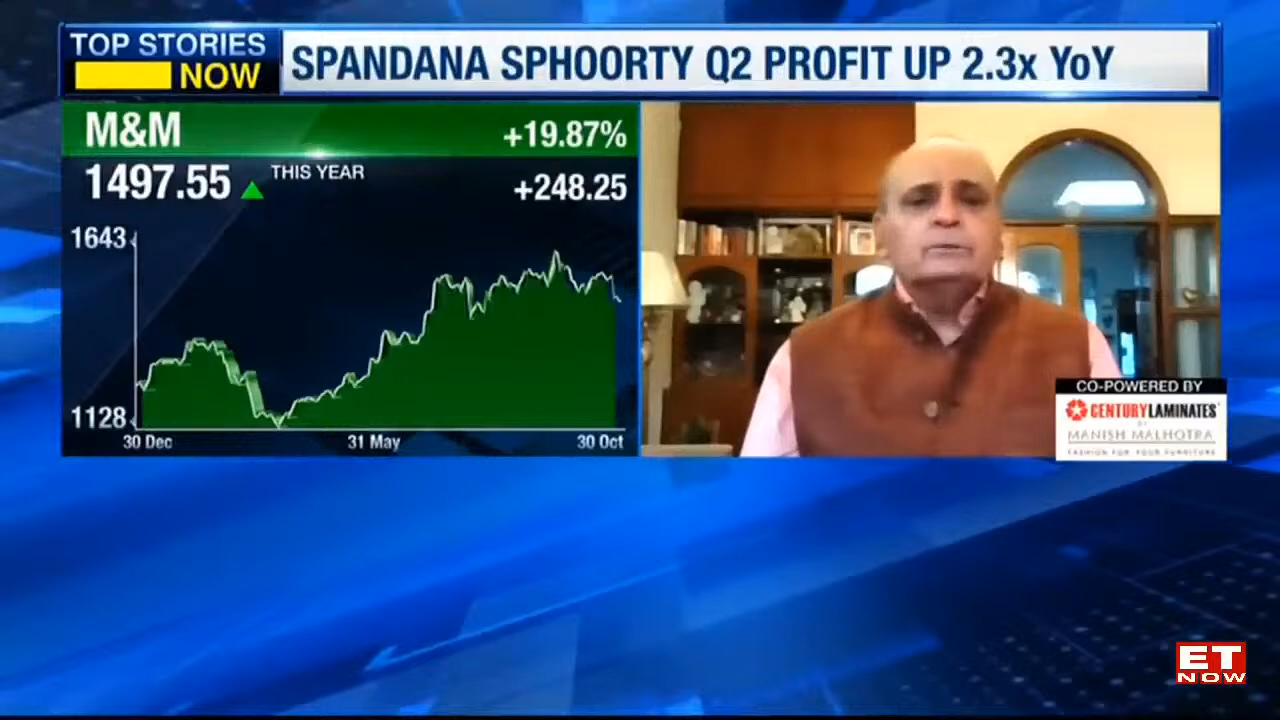 TOP STORIES
NOW
SPANDANA SPHOORTY Q2 PROFIT UP 2.3x YoY
M&M
+19.87%
1497.55
THIS YEAR
+248.25
1643
1128
30 Dec
31 May
30 Oct
CO-POWERED BY
CENTURYLAMINATES
BY
MANISH MALHOTRA
FASHION FOR YOUR FURNITURE
ET
NOW